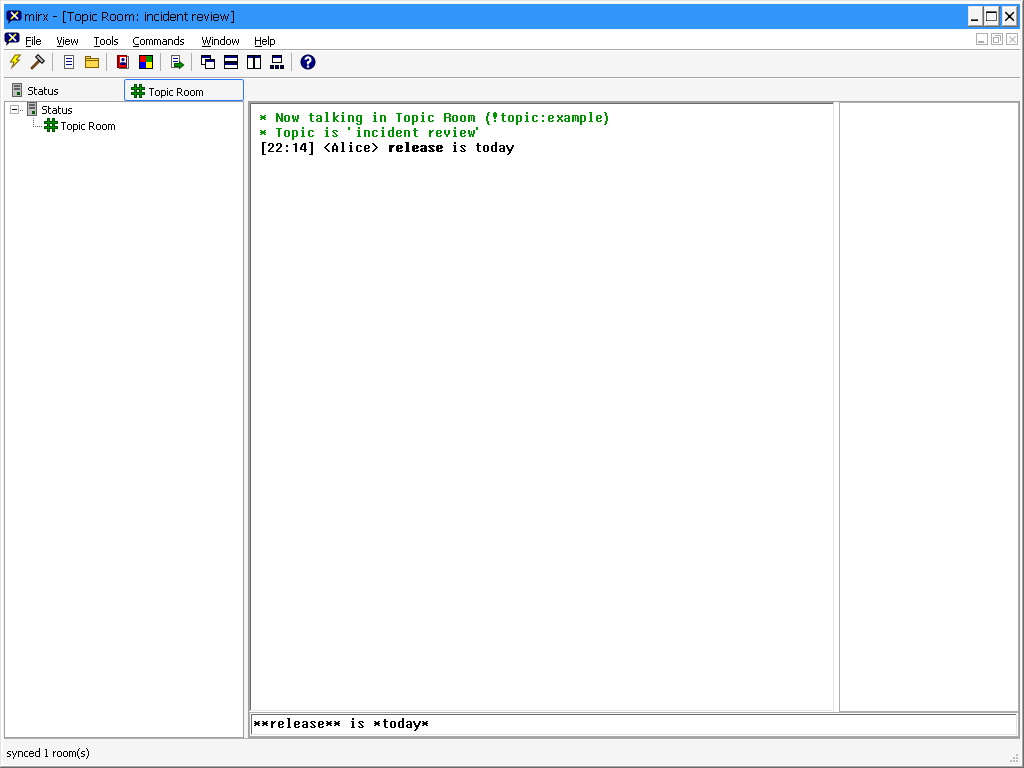 mirx - [Topic Room: incident review]
File View Tools Commands Window Help
Status Topic Room
Status
Topic Room
* Now talking in Topic Room (!topic:example)
* Topic is 'incident review'
[22:14] <Alice> release is today
**release** is *today*
synced 1 room(s)